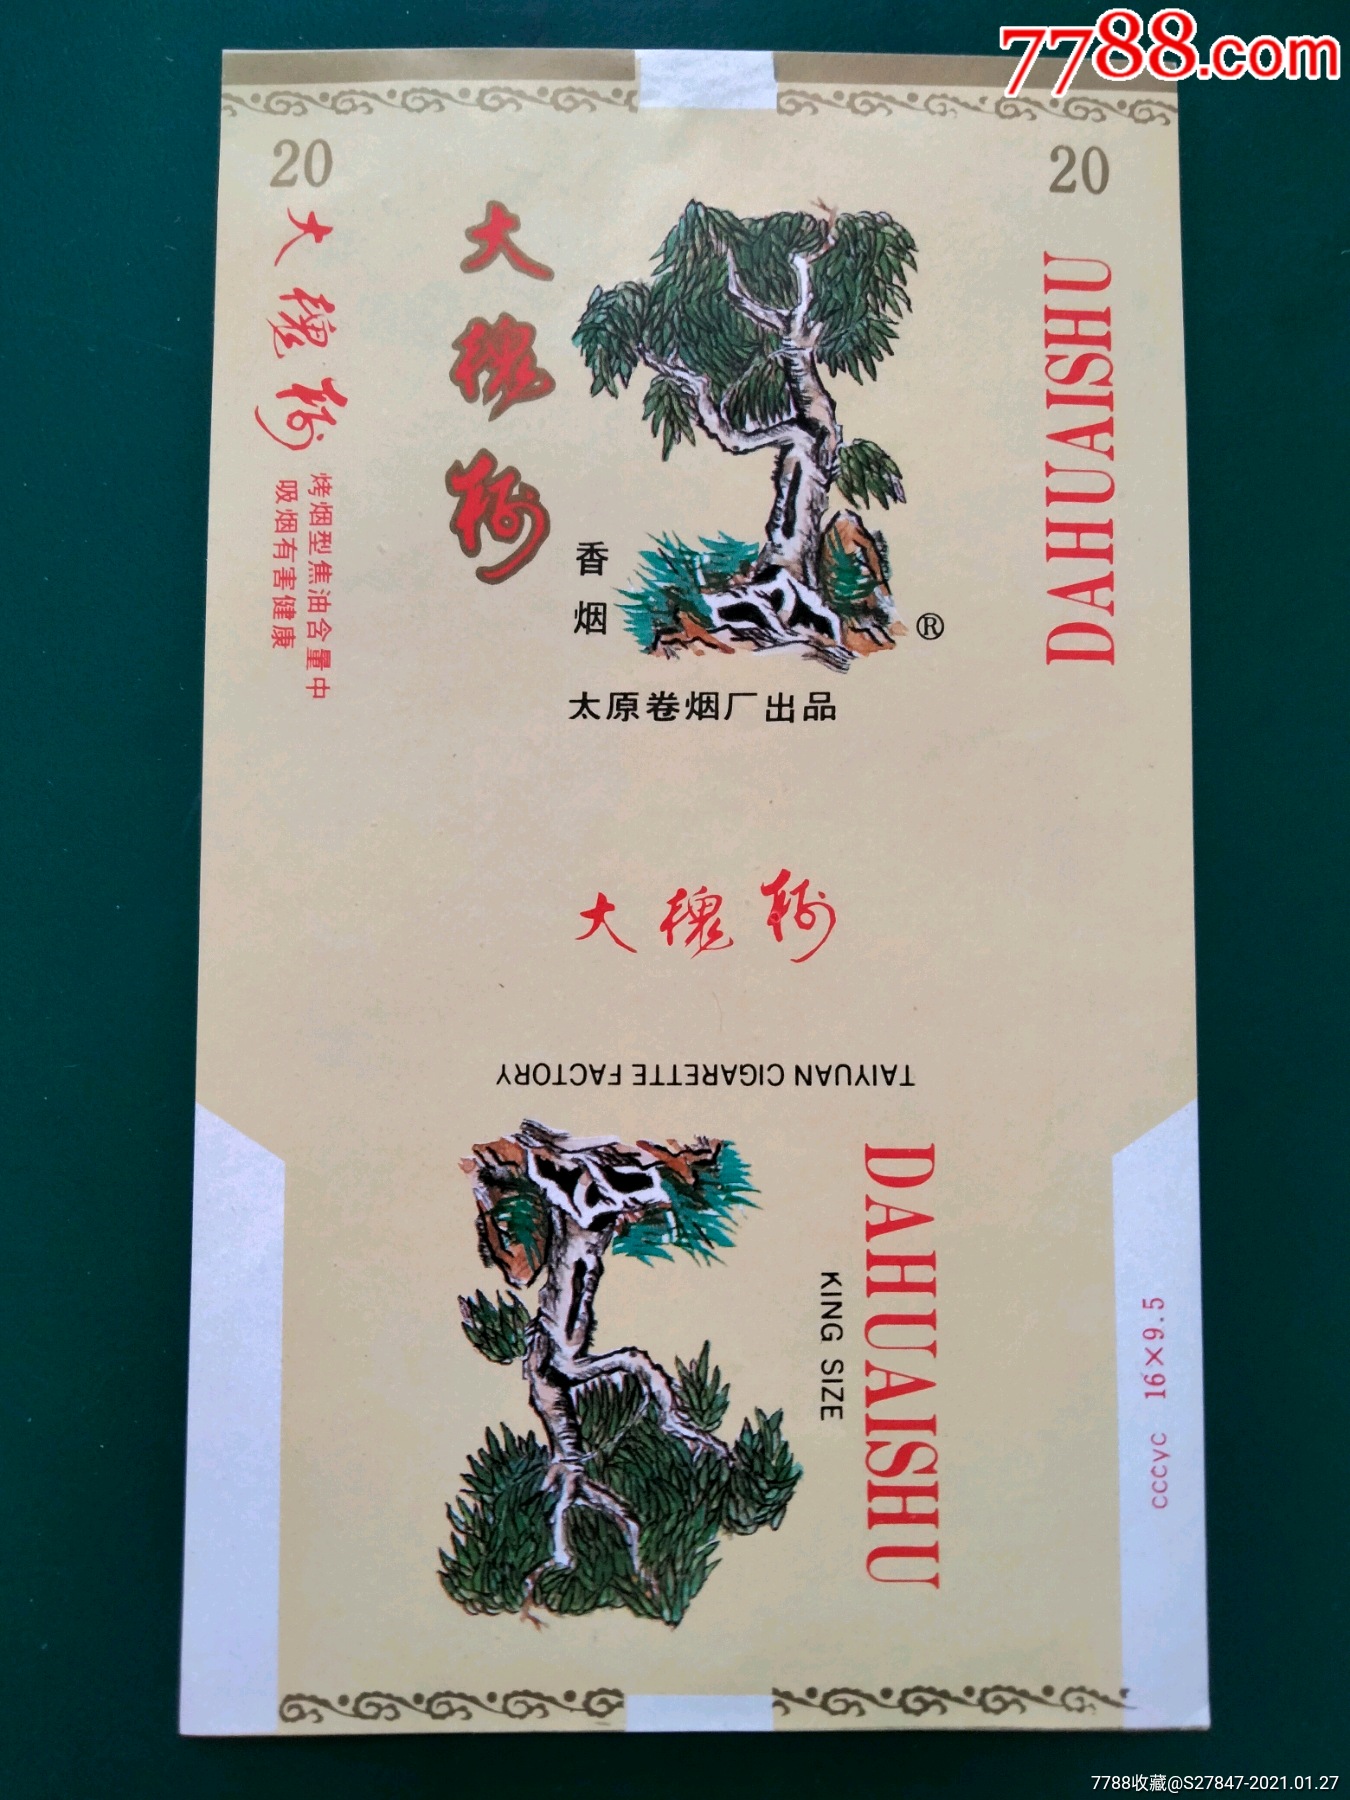 7788.com
20
20
大槐树
烤烟型焦油含量中
吸烟有害健康
大槐树
香烟
®
太原卷烟厂出品
DAHUAISHU
大槐树
TAIYUAN CIGARETTE FACTORY
DAHUAISHU
KING SIZE
cccyc 16×9.5
7788收藏@S27847-2021.01.27